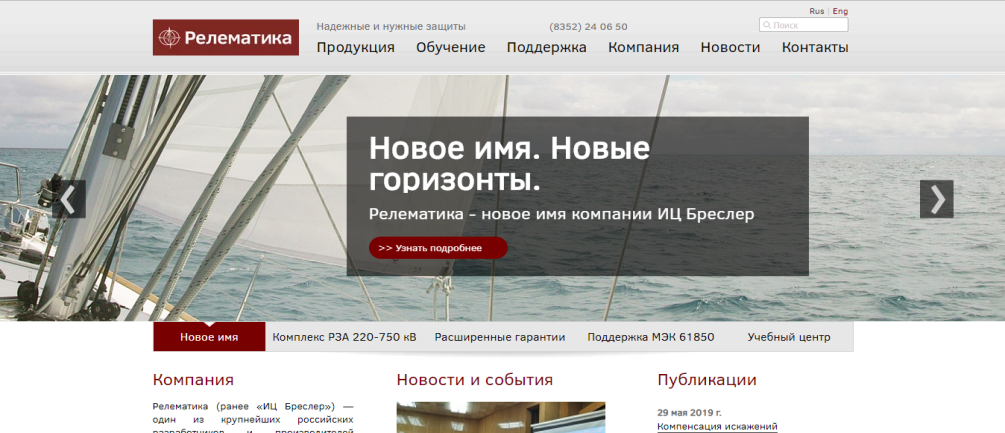 Rus | Eng
Релематика
Надежные и нужные защиты
(8352) 24 06 50
Поиск
Продукция Обучение Поддержка Компания Новости Контакты
Новое имя. Новые
горизонты.
Релематика - новое имя компании ИЦ Бреслер
>> Узнать подробнее
Новое имя Комплекс РЗА 220-750 кВ Расширенные гарантии Поддержка МЭК 61850 Учебный центр
Компания
Релематика (ранее «ИЦ Бреслер») —
один из крупнейших российских
разработчиков и производителей
Новости и события
Публикации
29 мая 2019 г.
Компенсация искажений